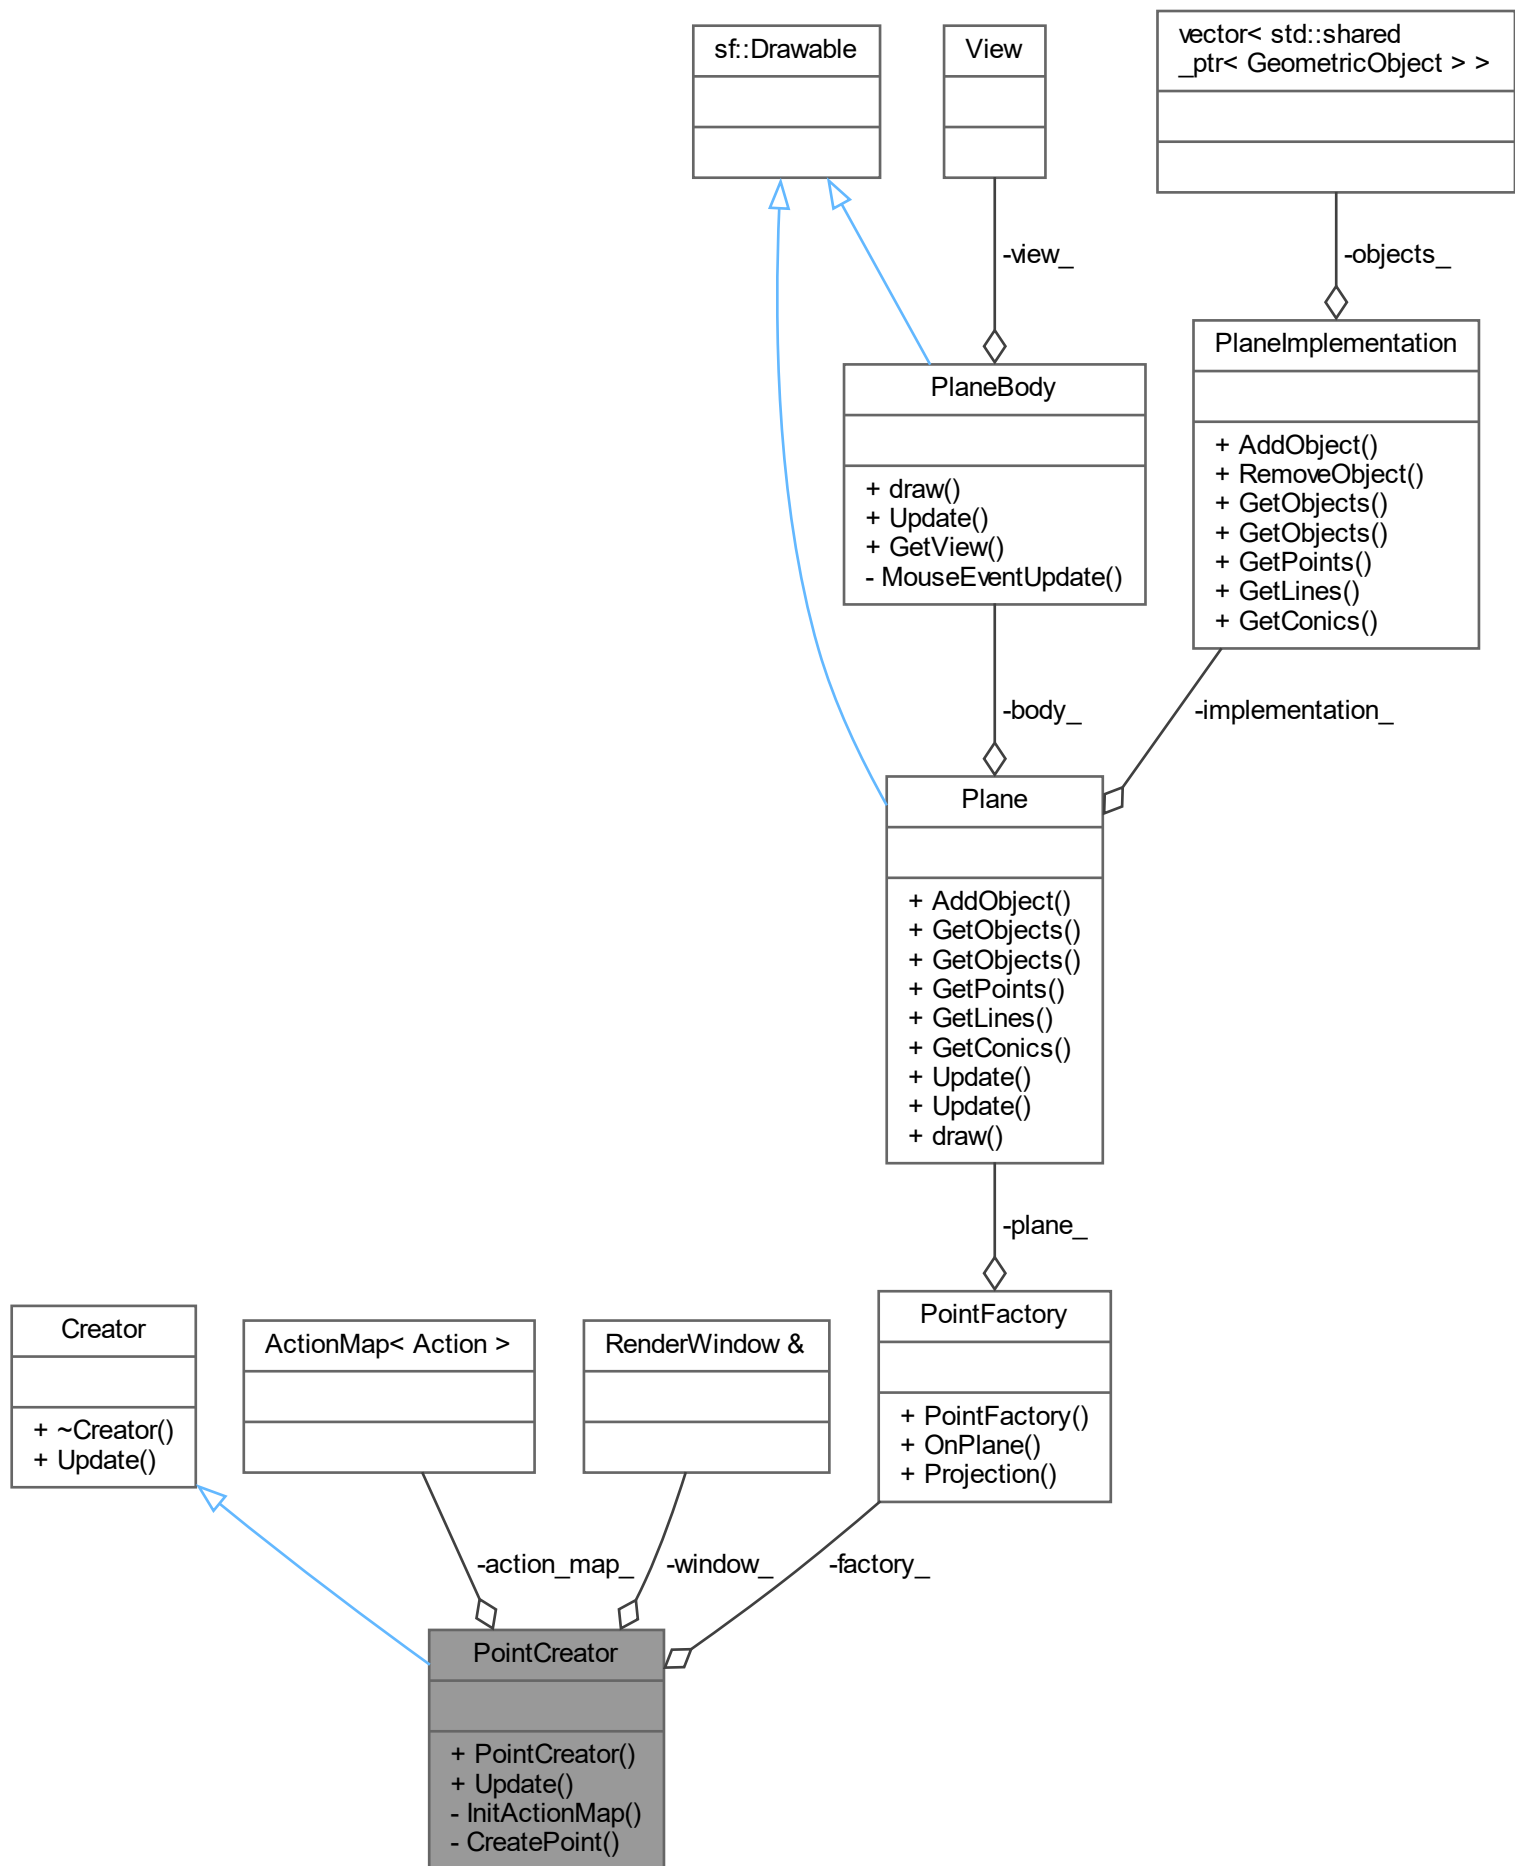 sf::Drawable
View
vector< std::shared
_ptr< GeometricObject > >
-view_
-objects_
PlaneBody
+ draw()
+ Update()
+ GetView()
- MouseEventUpdate()
PlaneImplementation
+ AddObject()
+ RemoveObject()
+ GetObjects()
+ GetObjects()
+ GetPoints()
+ GetLines()
+ GetConics()
-body_
-implementation_
Plane
+ AddObject()
+ GetObjects()
+ GetObjects()
+ GetPoints()
+ GetLines()
+ GetConics()
+ Update()
+ Update()
+ draw()
-plane_
Creator
+ ~Creator()
+ Update()
ActionMap< Action >
RenderWindow &
PointFactory
+ PointFactory()
+ OnPlane()
+ Projection()
-action_map_
-window_
-factory_
PointCreator
+ PointCreator()
+ Update()
- InitActionMap()
- CreatePoint()